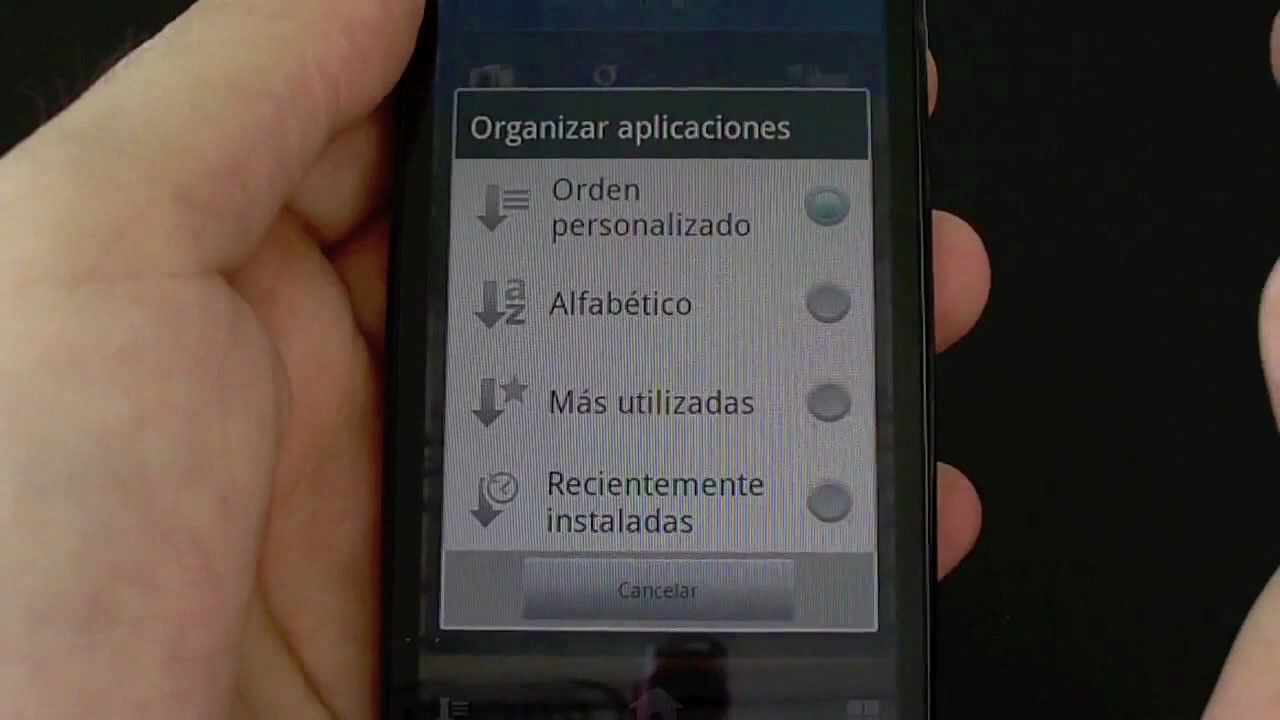 Organizar aplicaciones
Orden
personalizado
Alfabético
Más utilizadas
Recientemente
instaladas
Cancelar